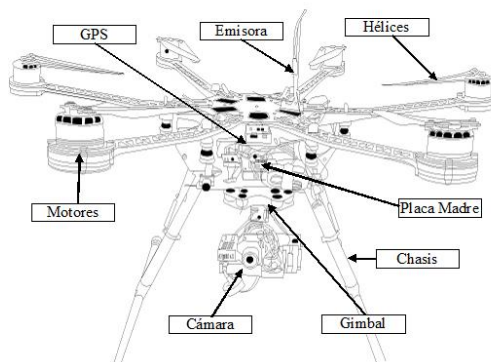 GPS
Emisora
Hélices
Motores
Placa Madre
Chasis
Cámara
Gimbal